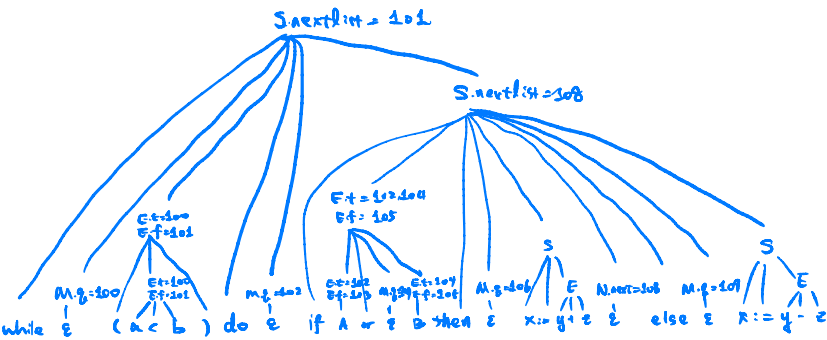 S.nextlist = 101
S.nextlist = 108
E.t = 102,104
E.f = 105
E.t=100
E.f=101
S
S
M.q=100
E.t=100
E.f=101
M.q=102
E.t=102
E.f=103
E.t=104
E.f=105
M.q=106
E
N.next=108
M.q=109
E
while ε ( a < b ) do ε if A or ε B then ε x:= y+z ε else ε x:= y - z